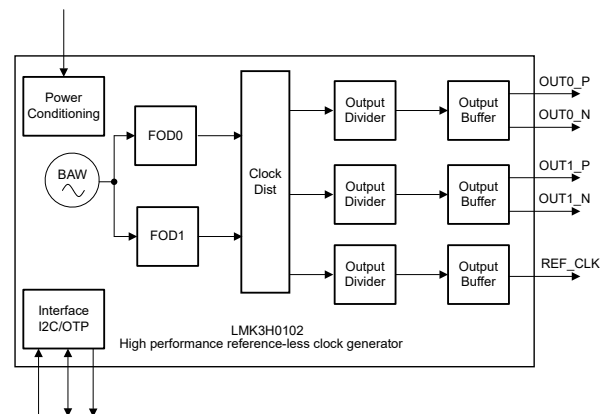 Power
Conditioning
BAW
FOD0
FOD1
Clock
Dist
Output
Divider
Output
Buffer
OUT0_P
OUT0_N
Output
Divider
Output
Buffer
OUT1_P
OUT1_N
Output
Divider
Output
Buffer
REF_CLK
Interface
I2C/OTP
LMK3H0102
High performance reference-less clock generator